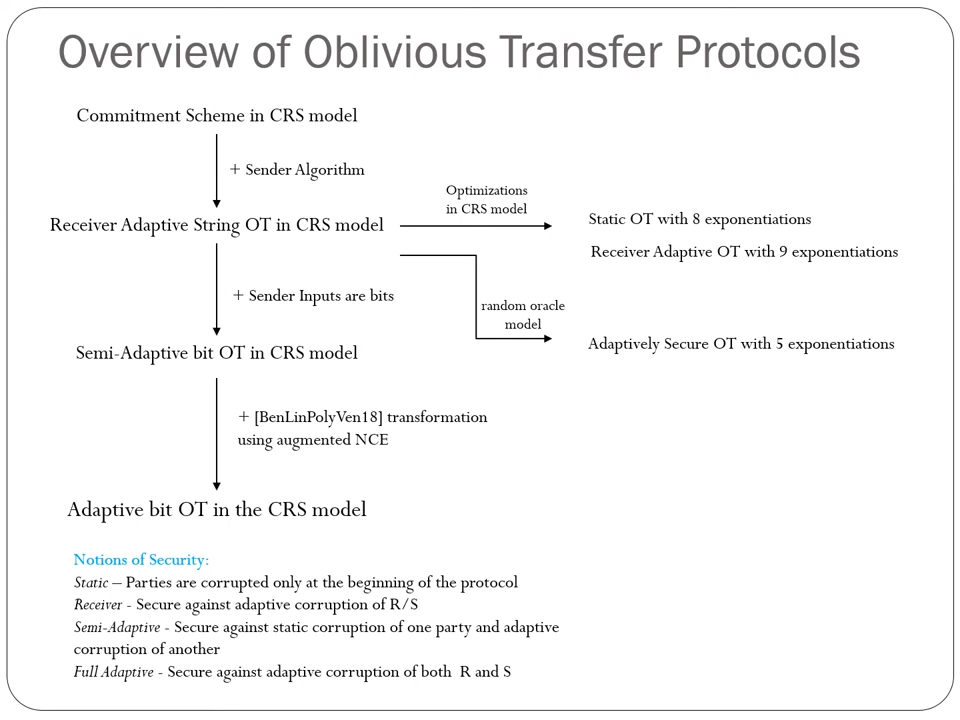 Overview of Oblivious Transfer Protocols
Commitment Scheme in CRS model
+ Sender Algorithm
Optimizations
in CRS model
Receiver Adaptive String OT in CRS model
Static OT with 8 exponentiations
Receiver Adaptive OT with 9 exponentiations
+ Sender Inputs are bits
random oracle
model
Adaptively Secure OT with 5 exponentiations
Semi-Adaptive bit OT in CRS model
+ [BenLinPolyVen18] transformation
using augmented NCE
Adaptive bit OT in the CRS model
Notions of Security:
Static – Parties are corrupted only at the beginning of the protocol
Receiver - Secure against adaptive corruption of R/S
Semi-Adaptive - Secure against static corruption of one party and adaptive
corruption of another
Full Adaptive - Secure against adaptive corruption of both R and S